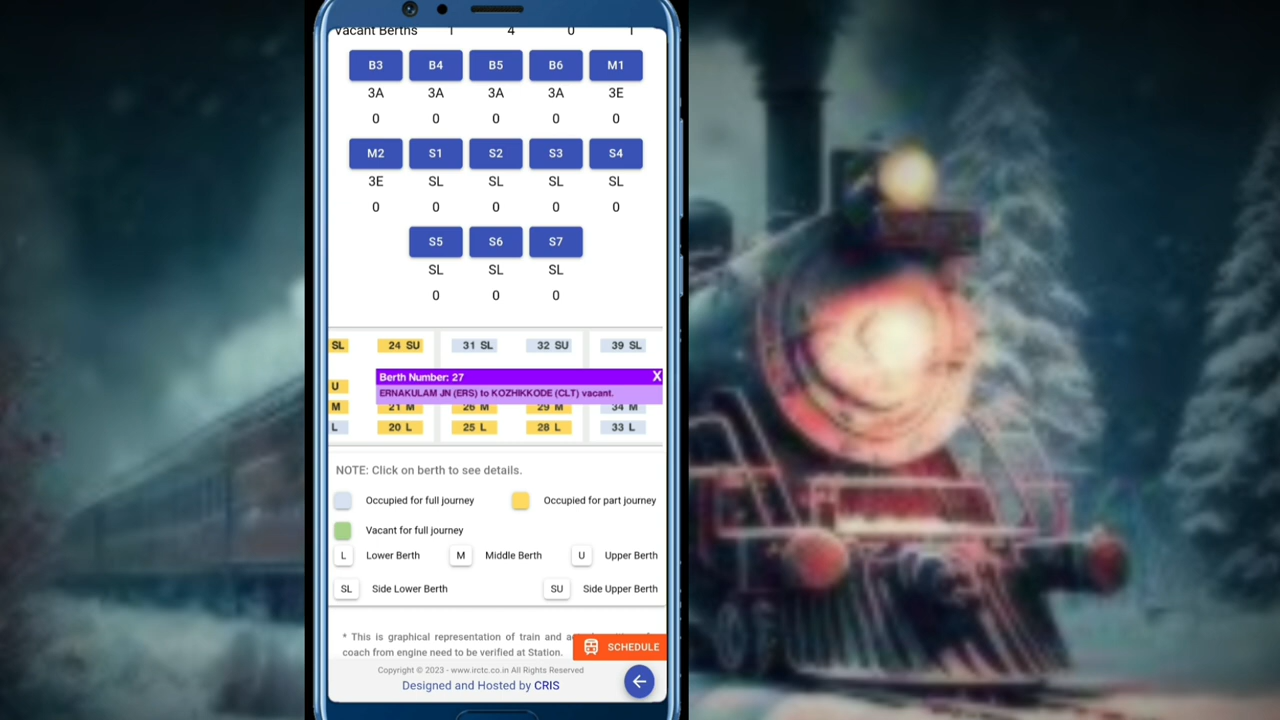 Vacant Berths 1 4 0 1
B3 B4 B5 B6 M1
3A 3A 3A 3A 3E
0 0 0 0 0
M2 S1 S2 S3 S4
3E SL SL SL SL
0 0 0 0 0
S5 S6 S7
SL SL SL
0 0 0
SL 24 SU 31 SL 32 SU 39 SL
Berth Number: 27 X
U
ERNAKULAM JN (ERS) to KOZHIKKODE (CLT) vacant.
M 21 M 26 M 29 M 34 M
L 20 L 25 L 28 L 33 L
NOTE: Click on berth to see details.
Occupied for full journey Occupied for part journey
Vacant for full journey
L Lower Berth M Middle Berth U Upper Berth
SL Side Lower Berth SU Side Upper Berth
* This is graphical representation of train and
SCHEDULE
coach from engine need to be verified at Station.
Copyright © 2023 - www.irctc.co.in All Rights Reserved
Designed and Hosted by CRIS